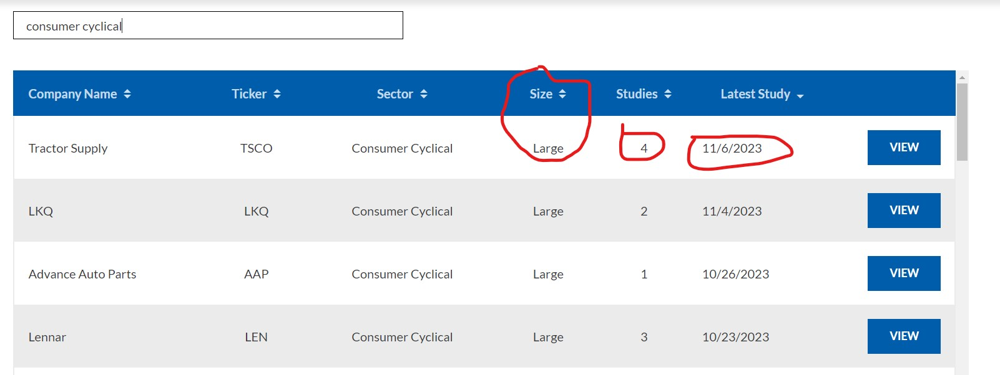 consumer cyclical
Company Name Ticker Sector Size Studies Latest Study
Tractor Supply TSCO Consumer Cyclical Large 4 11/6/2023 VIEW
LKQ LKQ Consumer Cyclical Large 2 11/4/2023 VIEW
Advance Auto Parts AAP Consumer Cyclical Large 1 10/26/2023 VIEW
Lennar LEN Consumer Cyclical Large 3 10/23/2023 VIEW